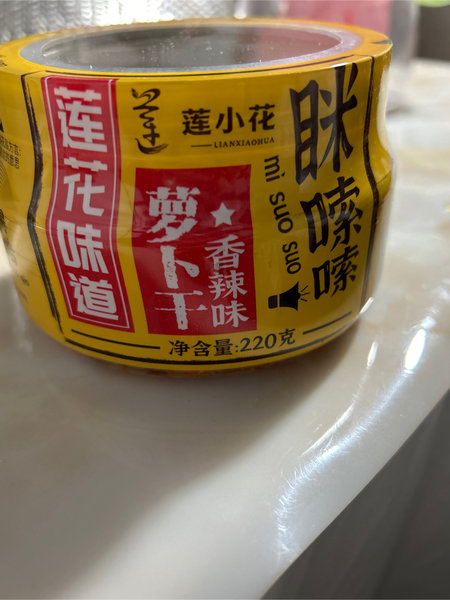 莲花味道
莲小花
LIANXIAOHUA
萝卜干
香辣味
眯嗦嗦
mi suo suo
净含量:220克